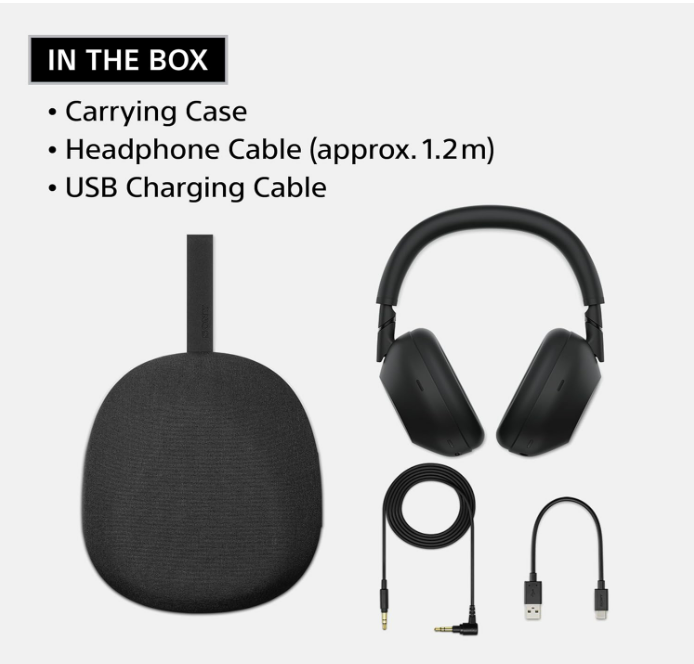 IN THE BOX
• Carrying Case
• Headphone Cable (approx. 1.2 m)
• USB Charging Cable